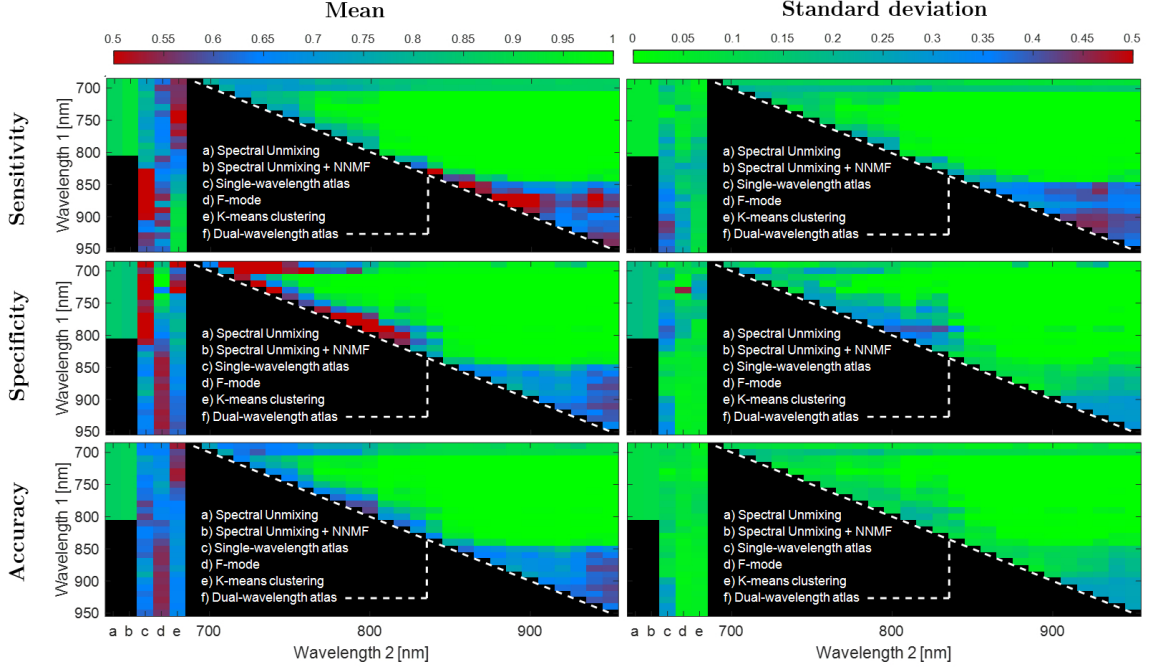 Mean
Standard deviation
0.5 0.55 0.6 0.65 0.7 0.75 0.8 0.85 0.9 0.95 1
0 0.05 0.1 0.15 0.2 0.25 0.3 0.35 0.4 0.45 0.5
Sensitivity
Wavelength 1 [nm]
700
750
800
850
900
950
a) Spectral Unmixing
b) Spectral Unmixing + NNMF
c) Single-wavelength atlas
d) F-mode
e) K-means clustering
f) Dual-wavelength atlas
a) Spectral Unmixing
b) Spectral Unmixing + NNMF
c) Single-wavelength atlas
d) F-mode
e) K-means clustering
f) Dual-wavelength atlas
Specificity
Wavelength 1 [nm]
700
750
800
850
900
950
a) Spectral Unmixing
b) Spectral Unmixing + NNMF
c) Single-wavelength atlas
d) F-mode
e) K-means clustering
f) Dual-wavelength atlas
a) Spectral Unmixing
b) Spectral Unmixing + NNMF
c) Single-wavelength atlas
d) F-mode
e) K-means clustering
f) Dual-wavelength atlas
Accuracy
Wavelength 1 [nm]
700
750
800
850
900
950
a) Spectral Unmixing
b) Spectral Unmixing + NNMF
c) Single-wavelength atlas
d) F-mode
e) K-means clustering
f) Dual-wavelength atlas
a) Spectral Unmixing
b) Spectral Unmixing + NNMF
c) Single-wavelength atlas
d) F-mode
e) K-means clustering
f) Dual-wavelength atlas
a b c d e 700 800 900
a b c d e 700 800 900
Wavelength 2 [nm]
Wavelength 2 [nm]